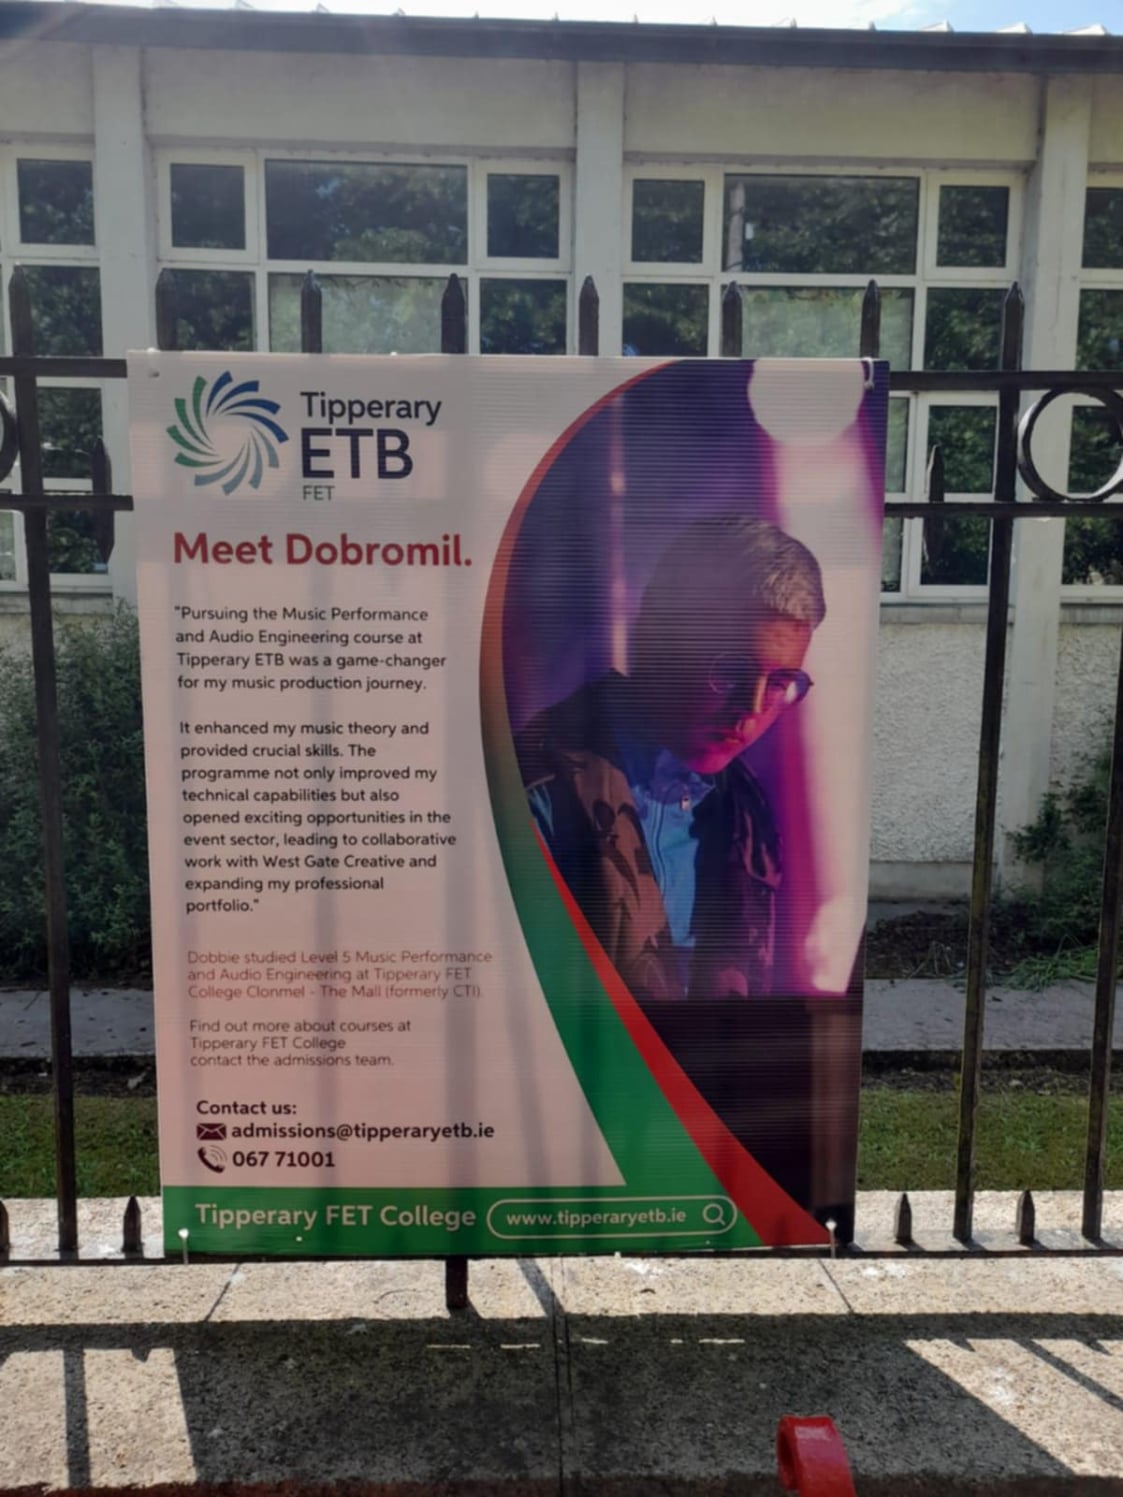 Tipperary
ETB
FET
Meet Dobromil.
"Pursuing the Music Performance
and Audio Engineering course at
Tipperary ETB was a game-changer
for my music production journey.
It enhanced my music theory and
provided crucial skills. The
programme not only improved my
technical capabilities but also
opened exciting opportunities in the
event sector, leading to collaborative
work with West Gate Creative and
expanding my professional
portfolio."
Dobbie studied Level 5 Music Performance
and Audio Engineering at Tipperary FET
College Clonmel - The Mall (formerly CTI).
Find out more about courses at
Tipperary FET College
contact the admissions team.
Contact us:
admissions@tipperaryetb.ie
067 71001
Tipperary FET College
www.tipperaryetb.ie